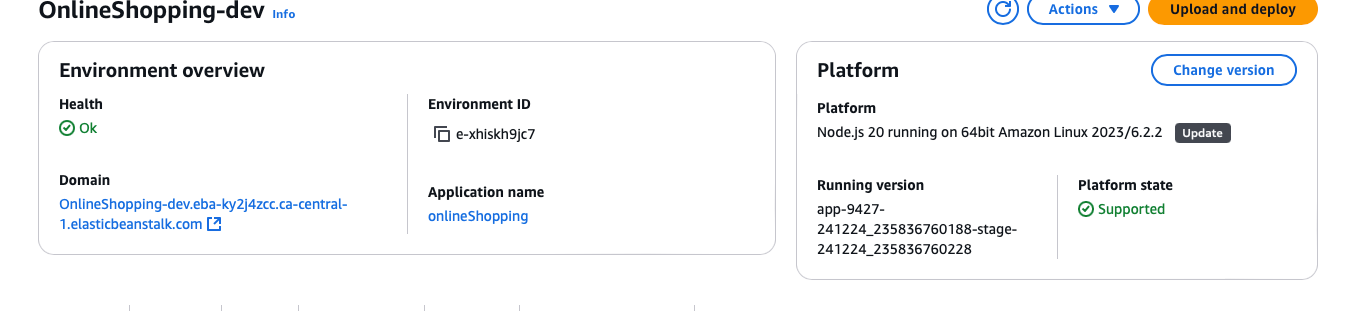 OnlineShopping-dev Info
Actions
Upload and deploy
Environment overview
Health
Ok
Environment ID
e-xhiskh9jc7
Domain
OnlineShopping-dev.eba-ky2j4zcc.ca-central-
1.elasticbeanstalk.com
Application name
onlineShopping
Platform
Change version
Platform
Node.js 20 running on 64bit Amazon Linux 2023/6.2.2 Update
Running version
app-9427-
241224_235836760188-stage-
241224_235836760228
Platform state
Supported